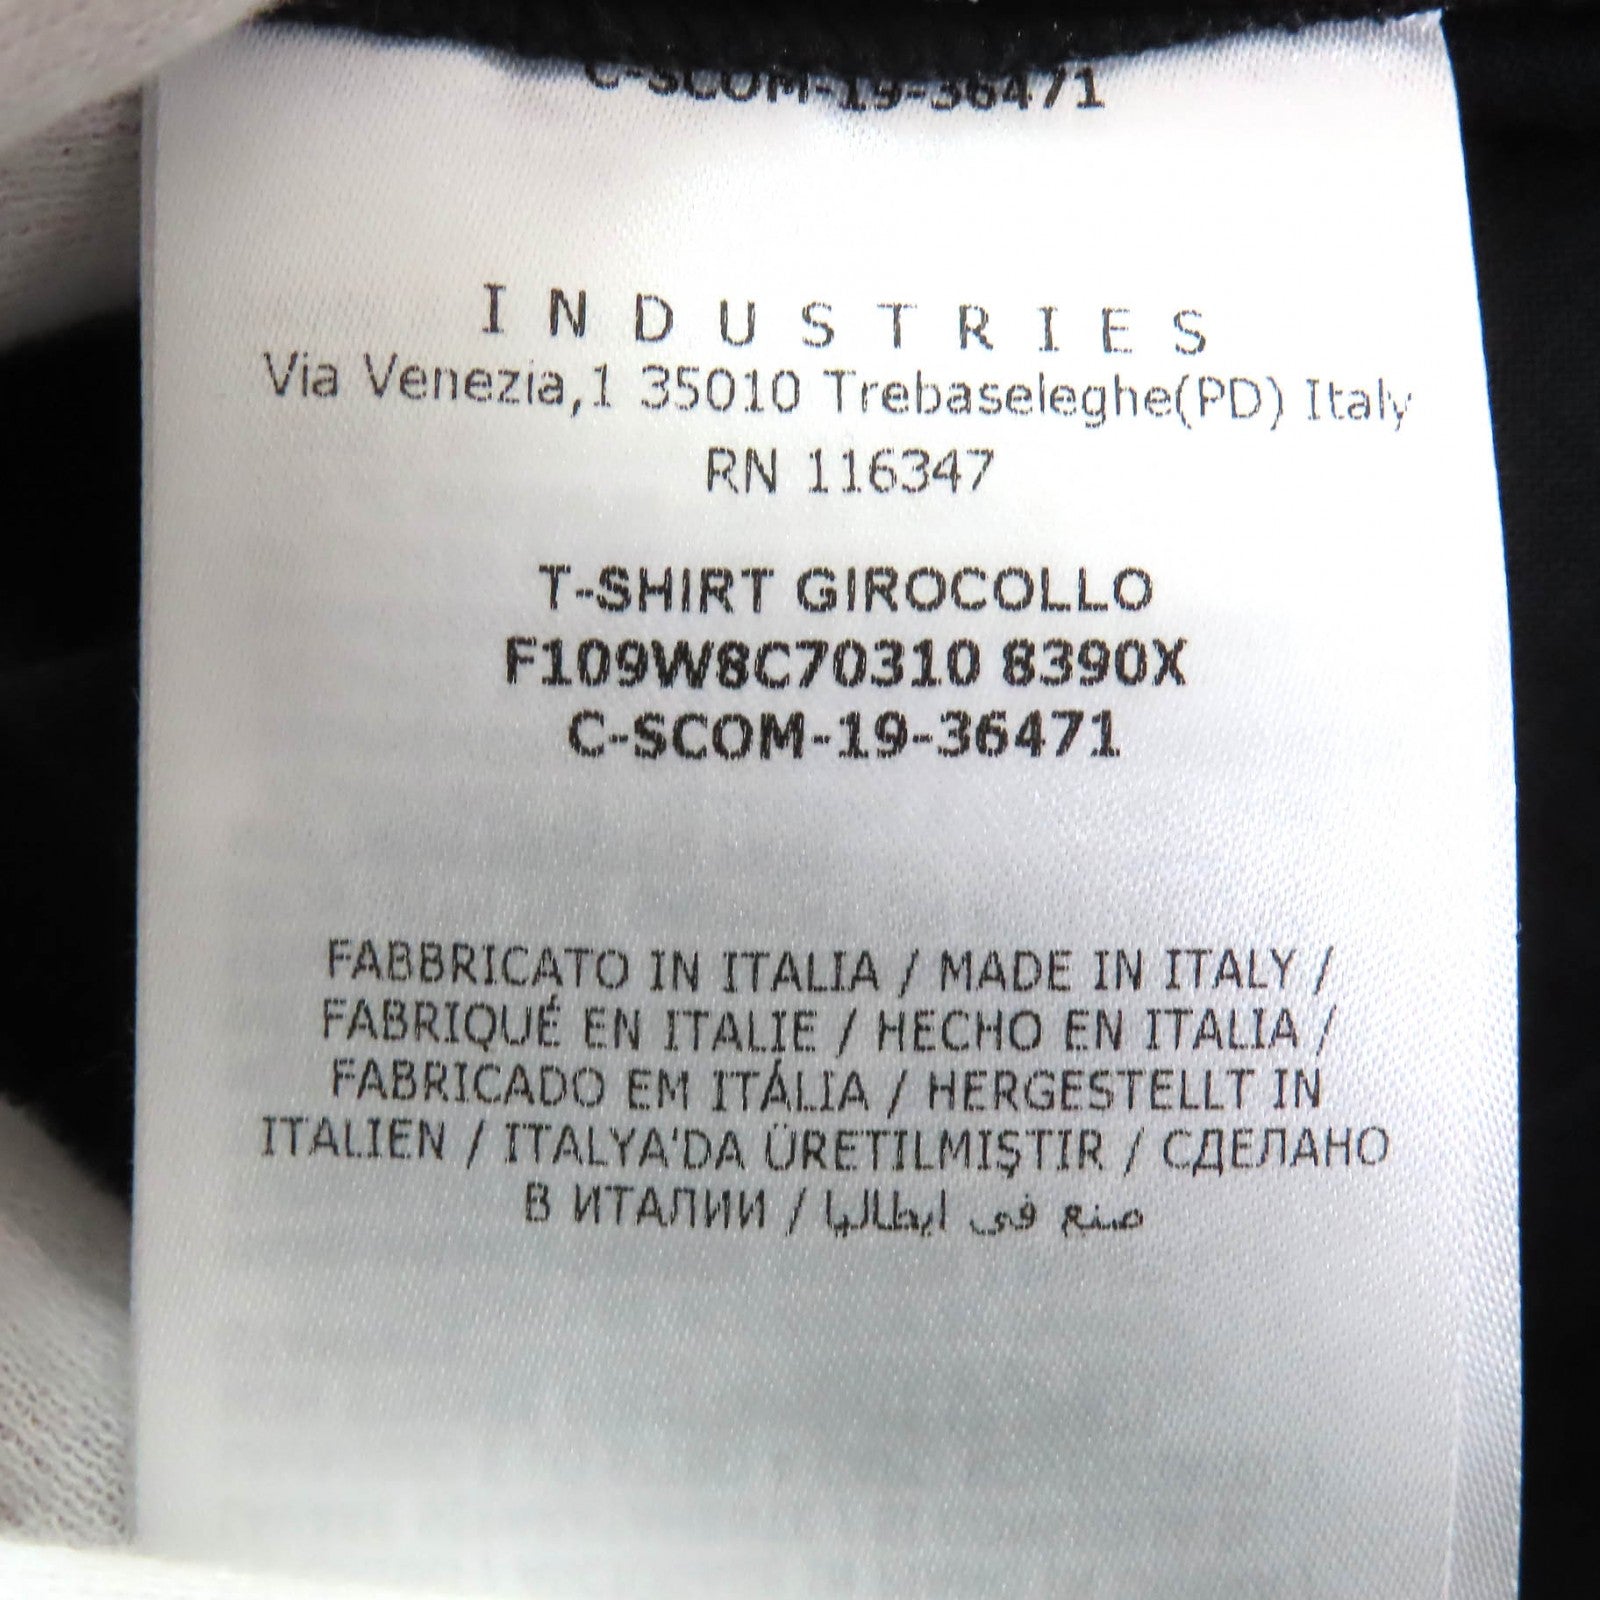 C-SCOM-19-36471
INDUSTRIES
Via Venezia,1 35010 Trebaseleghe(PD) Italy
RN 116347
T-SHIRT GIROCOLLO
F109W8C70310 8390X
C-SCOM-19-36471
FABBRICATO IN ITALIA / MADE IN ITALY /
FABRIQUÉ EN ITALIE / HECHO EN ITALIA /
FABRICADO EM ITÁLIA / HERGESTELLT IN
ITALIEN / ITALYA'DA ÜRETILMIŞTIR / СДЕЛАНО
В ИТАЛИИ / صنع في ايطاليا